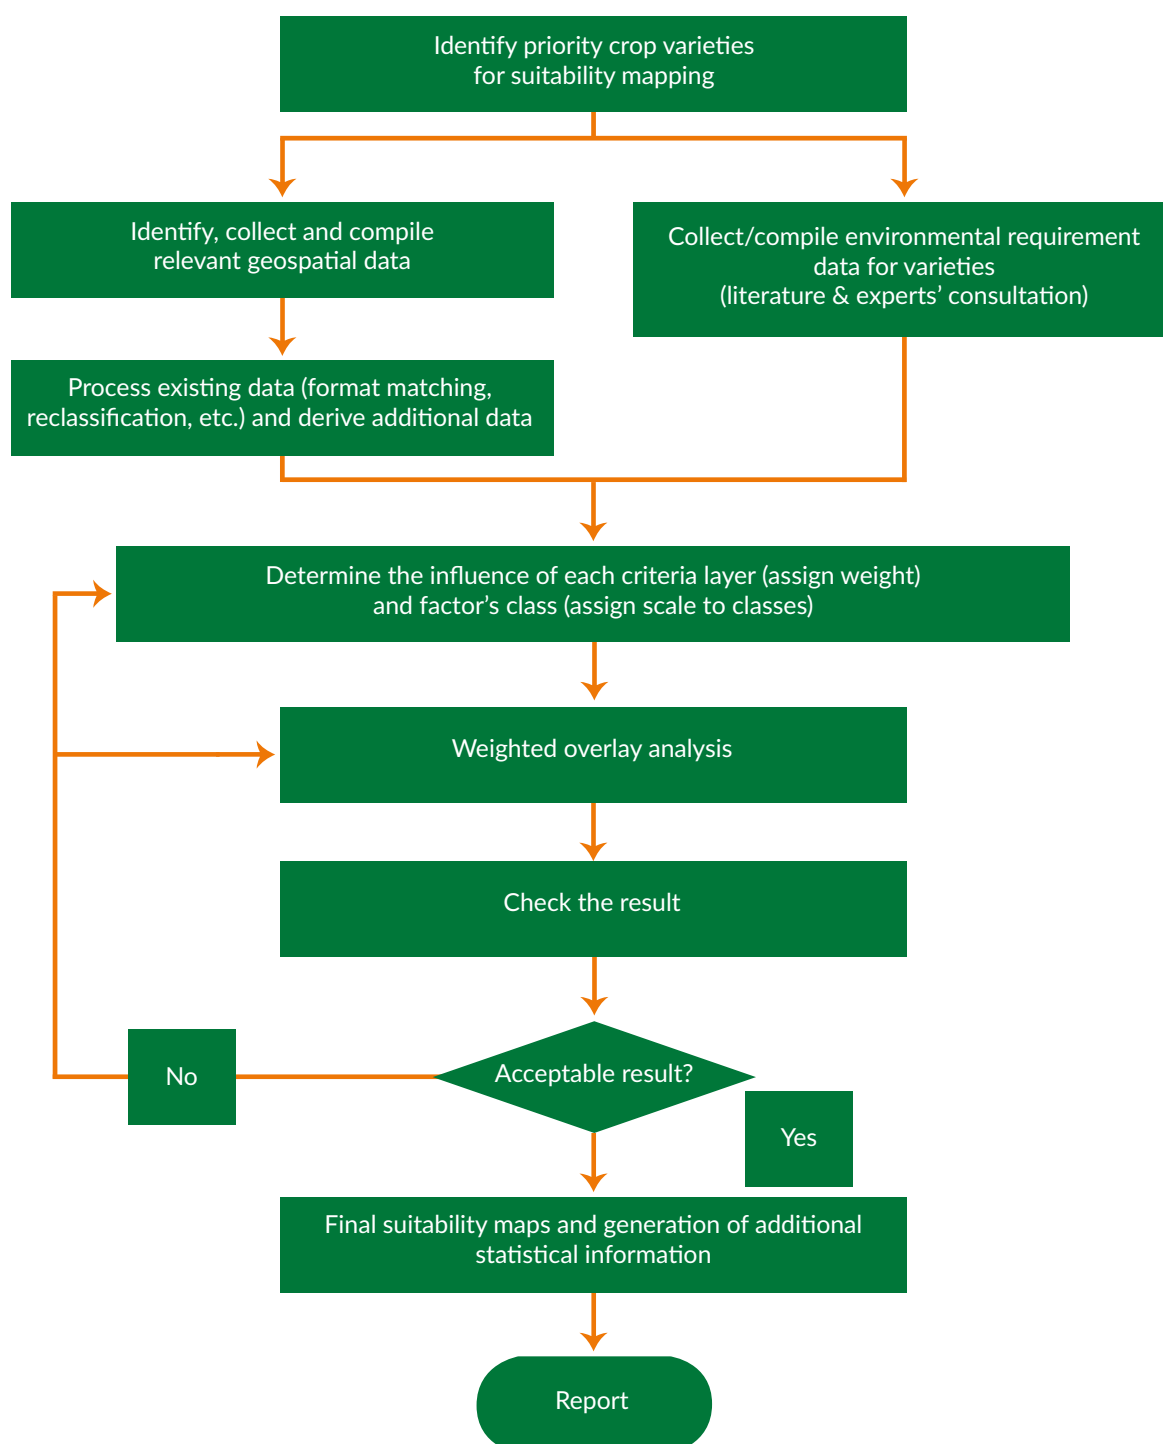 Identify priority crop varieties
for suitability mapping
Identify, collect and compile
relevant geospatial data
Collect/compile environmental requirement
data for varieties
(literature & experts’ consultation)
Process existing data (format matching,
reclassification, etc.) and derive additional data
Determine the influence of each criteria layer (assign weight)
and factor’s class (assign scale to classes)
Weighted overlay analysis
Check the result
Acceptable result?
No
Yes
Final suitability maps and generation of additional
statistical information
Report